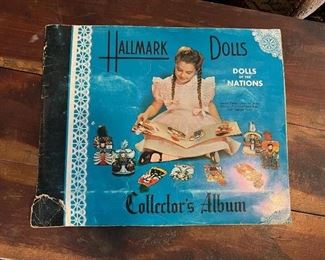 HALLMARK DOLLS
DOLLS
OF THE
NATIONS
Collector's Album